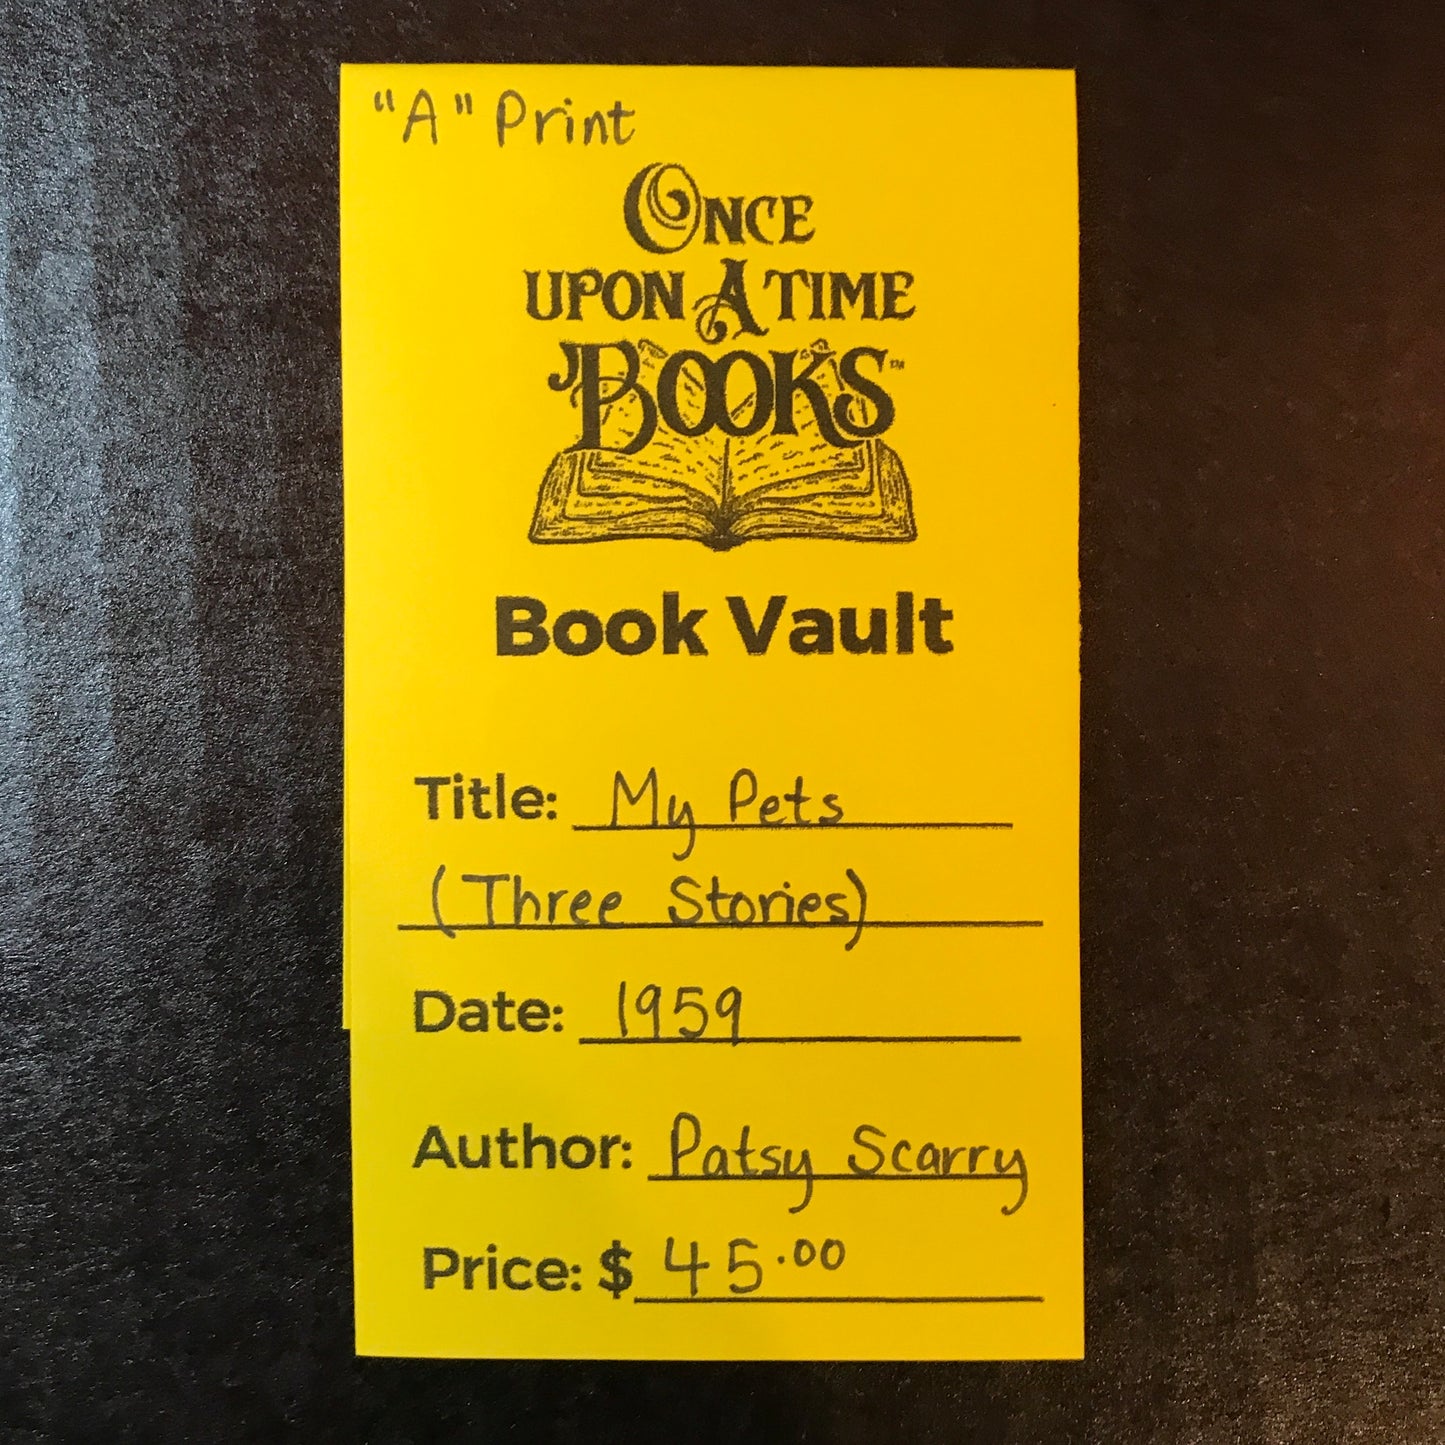 "A" Print
ONCE
UPON A TIME
BOOKS™
Book Vault
Title: My Pets
(Three Stories)
Date: 1959
Author: Patsy Scarry
Price: $ 45.00